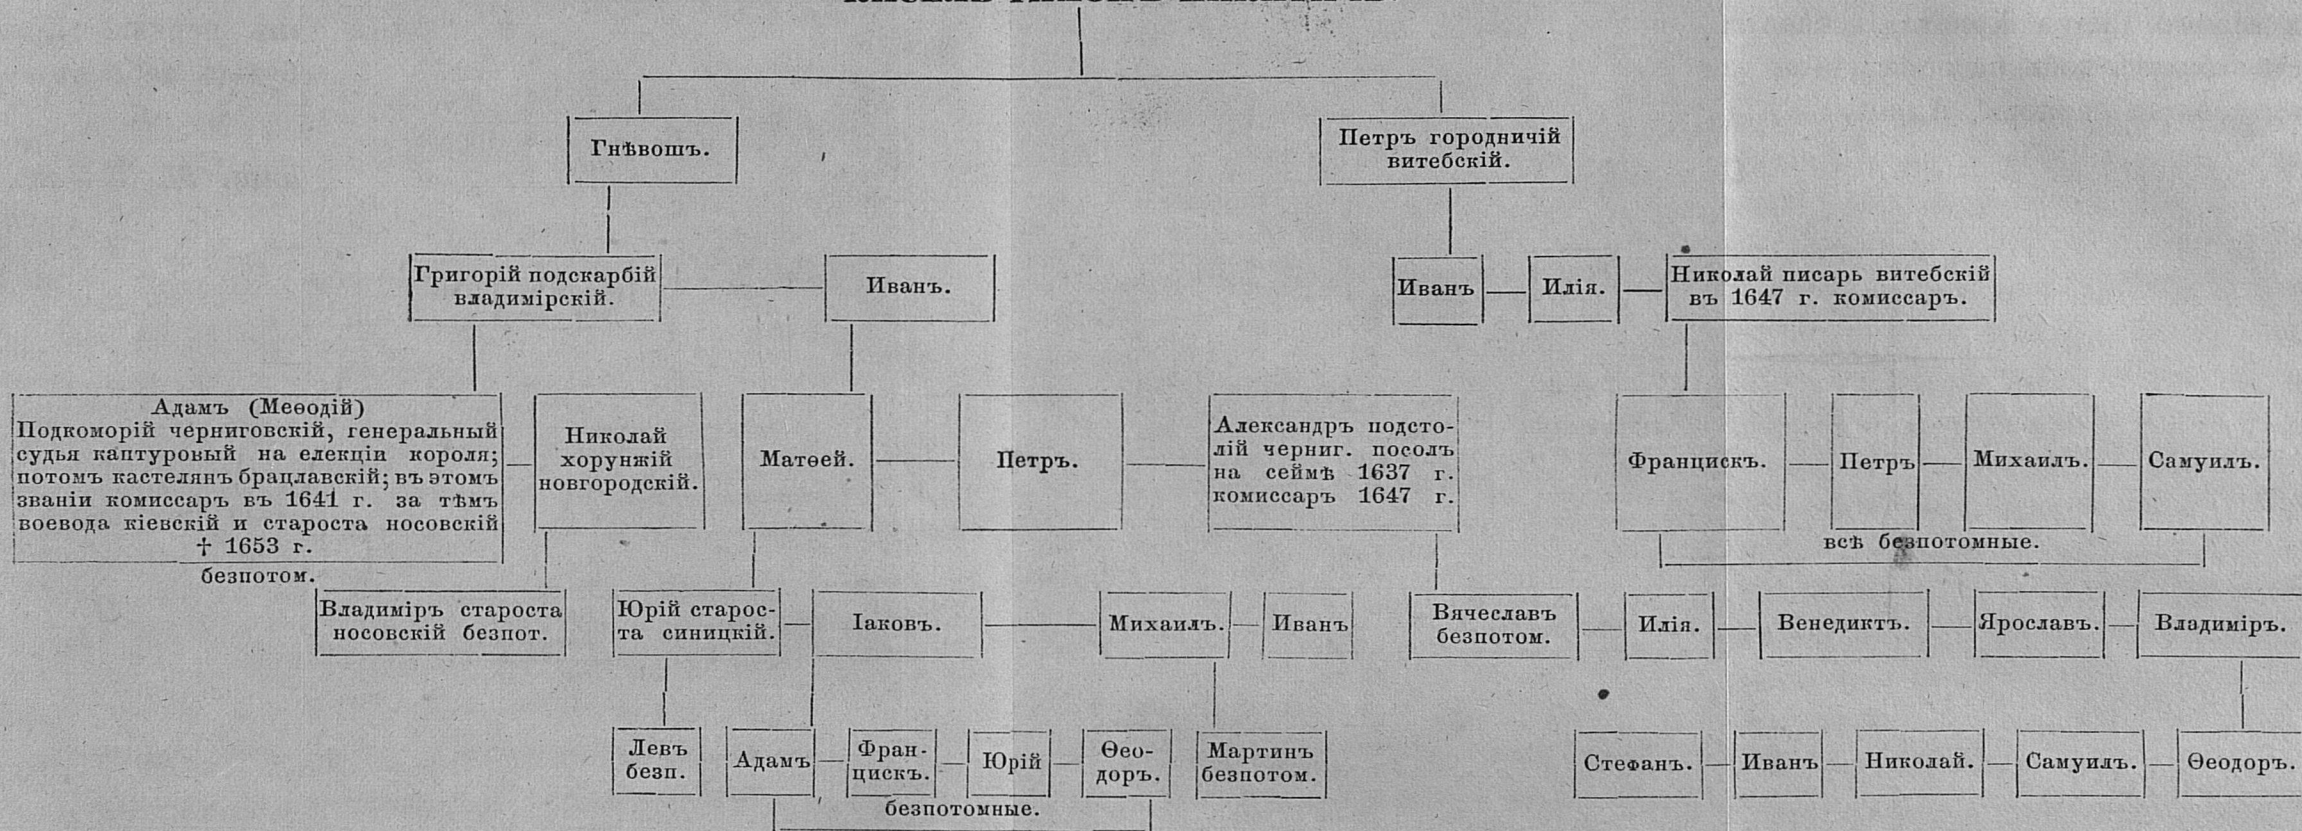 Гнѣвошъ.
Петръ городничій
витебскій.
Григорій подскарбій
владимірскій.
Иванъ.
Иванъ
Илія.
Николай писарь витебскій
въ 1647 г. комиссаръ.
Адамъ (Меѳодій)
Подкоморій черниговскій, генеральный
судья каптуровый на елекціи короля;
потомъ кастелянъ брацлавскій; въ этомъ
званіи комиссаръ въ 1641 г. за тѣмъ
воевода кіевскій и староста носовскій
† 1653 г.
безпотом.
Николай
хорунжій
новгородскій.
Матѳей.
Петръ.
Александръ подсто-
лій черниг. посолъ
на сеймѣ 1637 г.
комиссаръ 1647 г.
Францискъ.
Петръ
Михаилъ.
Самуилъ.
всѣ безпотомные.
Владиміръ староста
носовскій безпот.
Юрій старос-
та синицкій.
Іаковъ.
Михаилъ.
Иванъ
Вячеславъ
безпотом.
Илія.
Венедиктъ.
Ярославъ.
Владиміръ.
Левъ
безп.
Адамъ
Фран-
цискъ.
Юрій
Ѳео-
доръ.
Мартинъ
безпотом.
Стефанъ.
Иванъ
Николай.
Самуилъ.
Ѳеодоръ.
безпотомные.